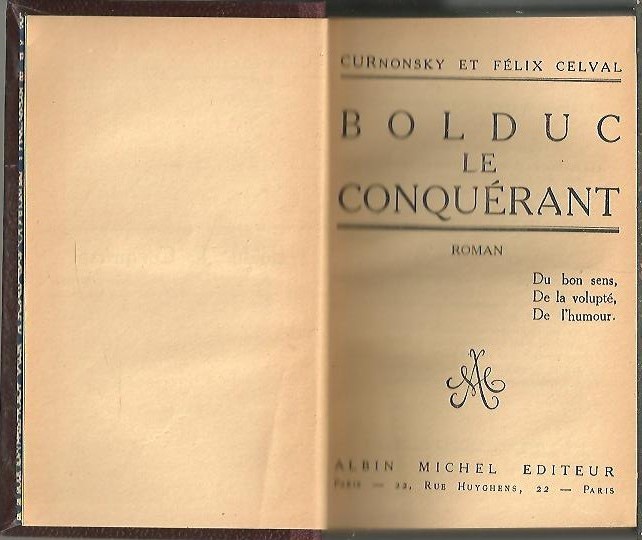 CURNONSKY ET FÉLIX CELVAL
BOLDUC
LE
CONQUÉRANT
ROMAN
Du bon sens,
De la volupté,
De l'humour.
ALBIN MICHEL EDITEUR
PARIS — 22, RUE HUYGHENS, 22 — PARIS